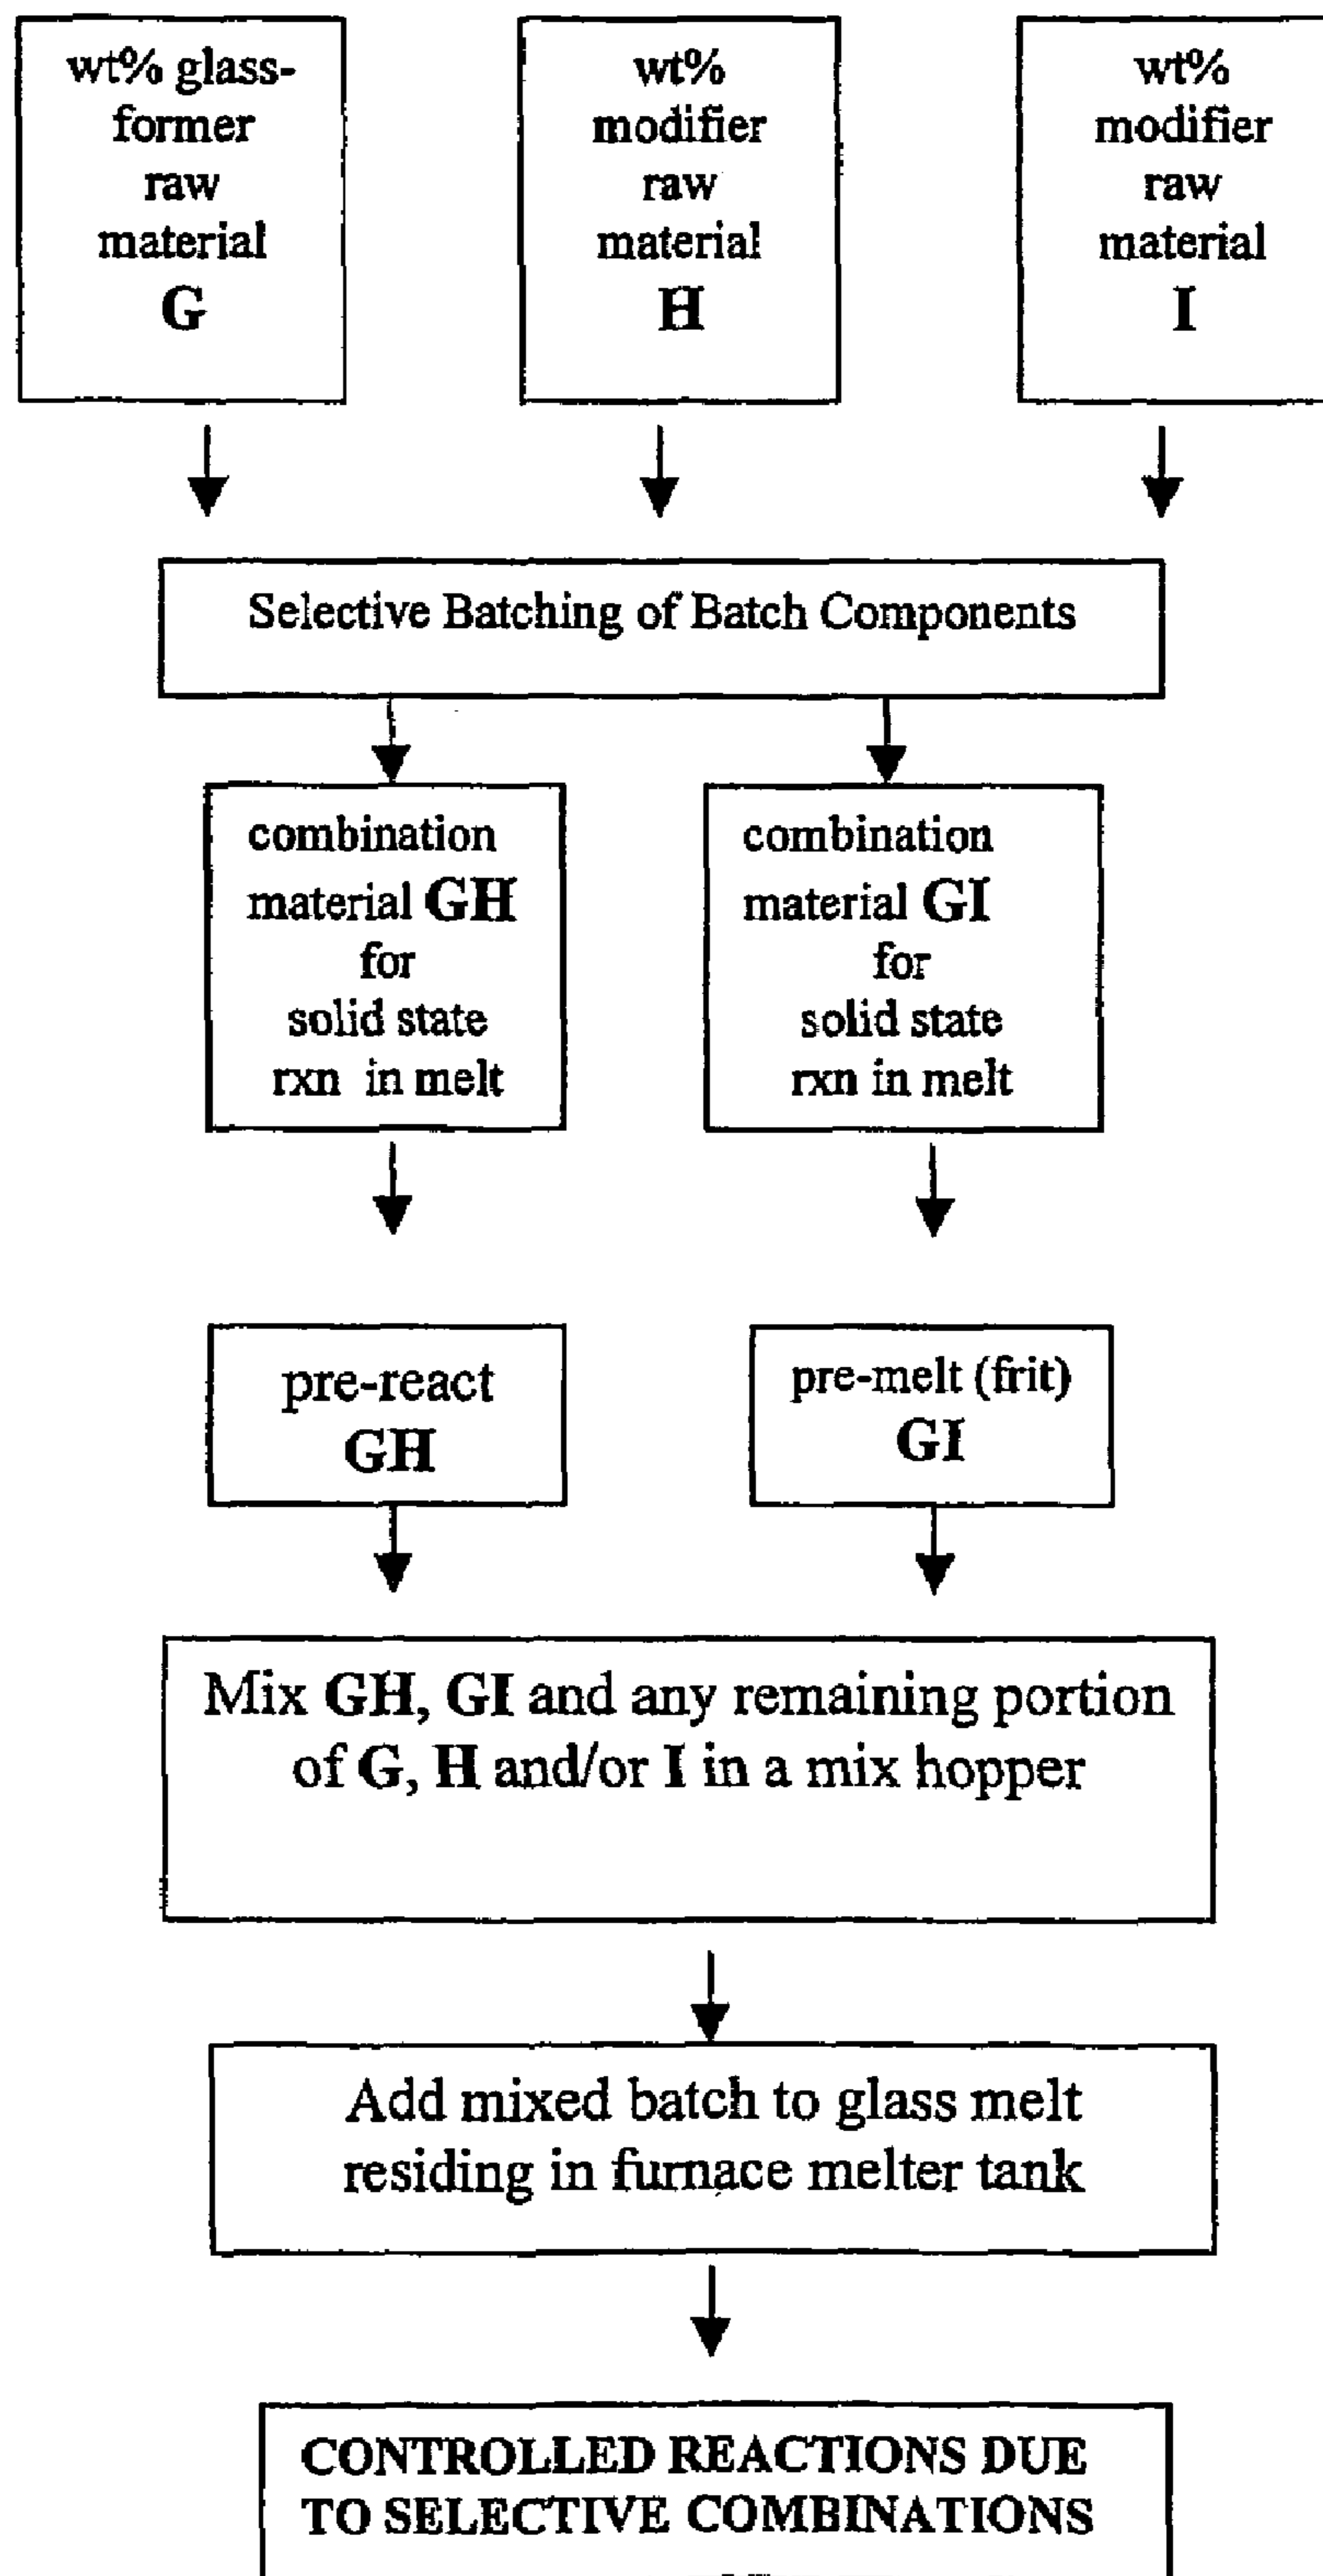 wt% glass-
former
raw
material
G
wt%
modifier
raw
material
H
wt%
modifier
raw
material
I
Selective Batching of Batch Components
combination
material GH
for
solid state
rxn in melt
combination
material GI
for
solid state
rxn in melt
pre-react
GH
pre-melt (frit)
GI
Mix GH, GI and any remaining portion
of G, H and/or I in a mix hopper
Add mixed batch to glass melt
residing in furnace melter tank
CONTROLLED REACTIONS DUE
TO SELECTIVE COMBINATIONS